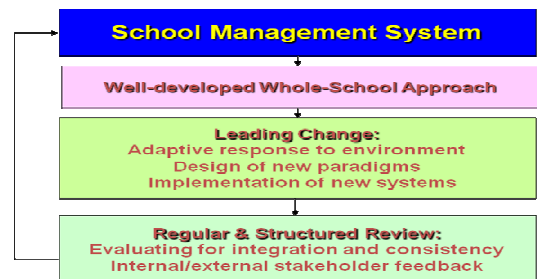 School Management System
Well-developed Whole-School Approach
Leading Change:
Adaptive response to environment
Design of new paradigms
Implementation of new systems
Regular & Structured Review:
Evaluating for integration and consistency
Internal/external stakeholder feedback